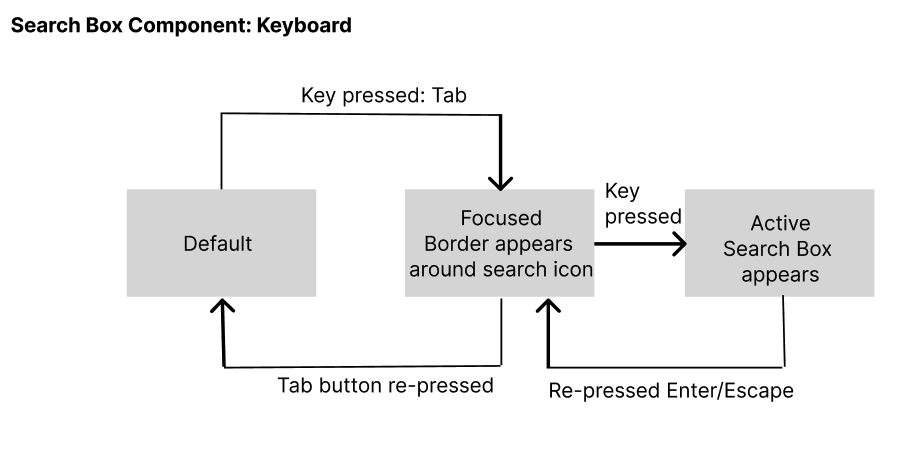 Search Box Component: Keyboard
Key pressed: Tab
Default
Focused
Border appears
around search icon
Key
pressed
Active
Search Box
appears
Tab button re-pressed
Re-pressed Enter/Escape